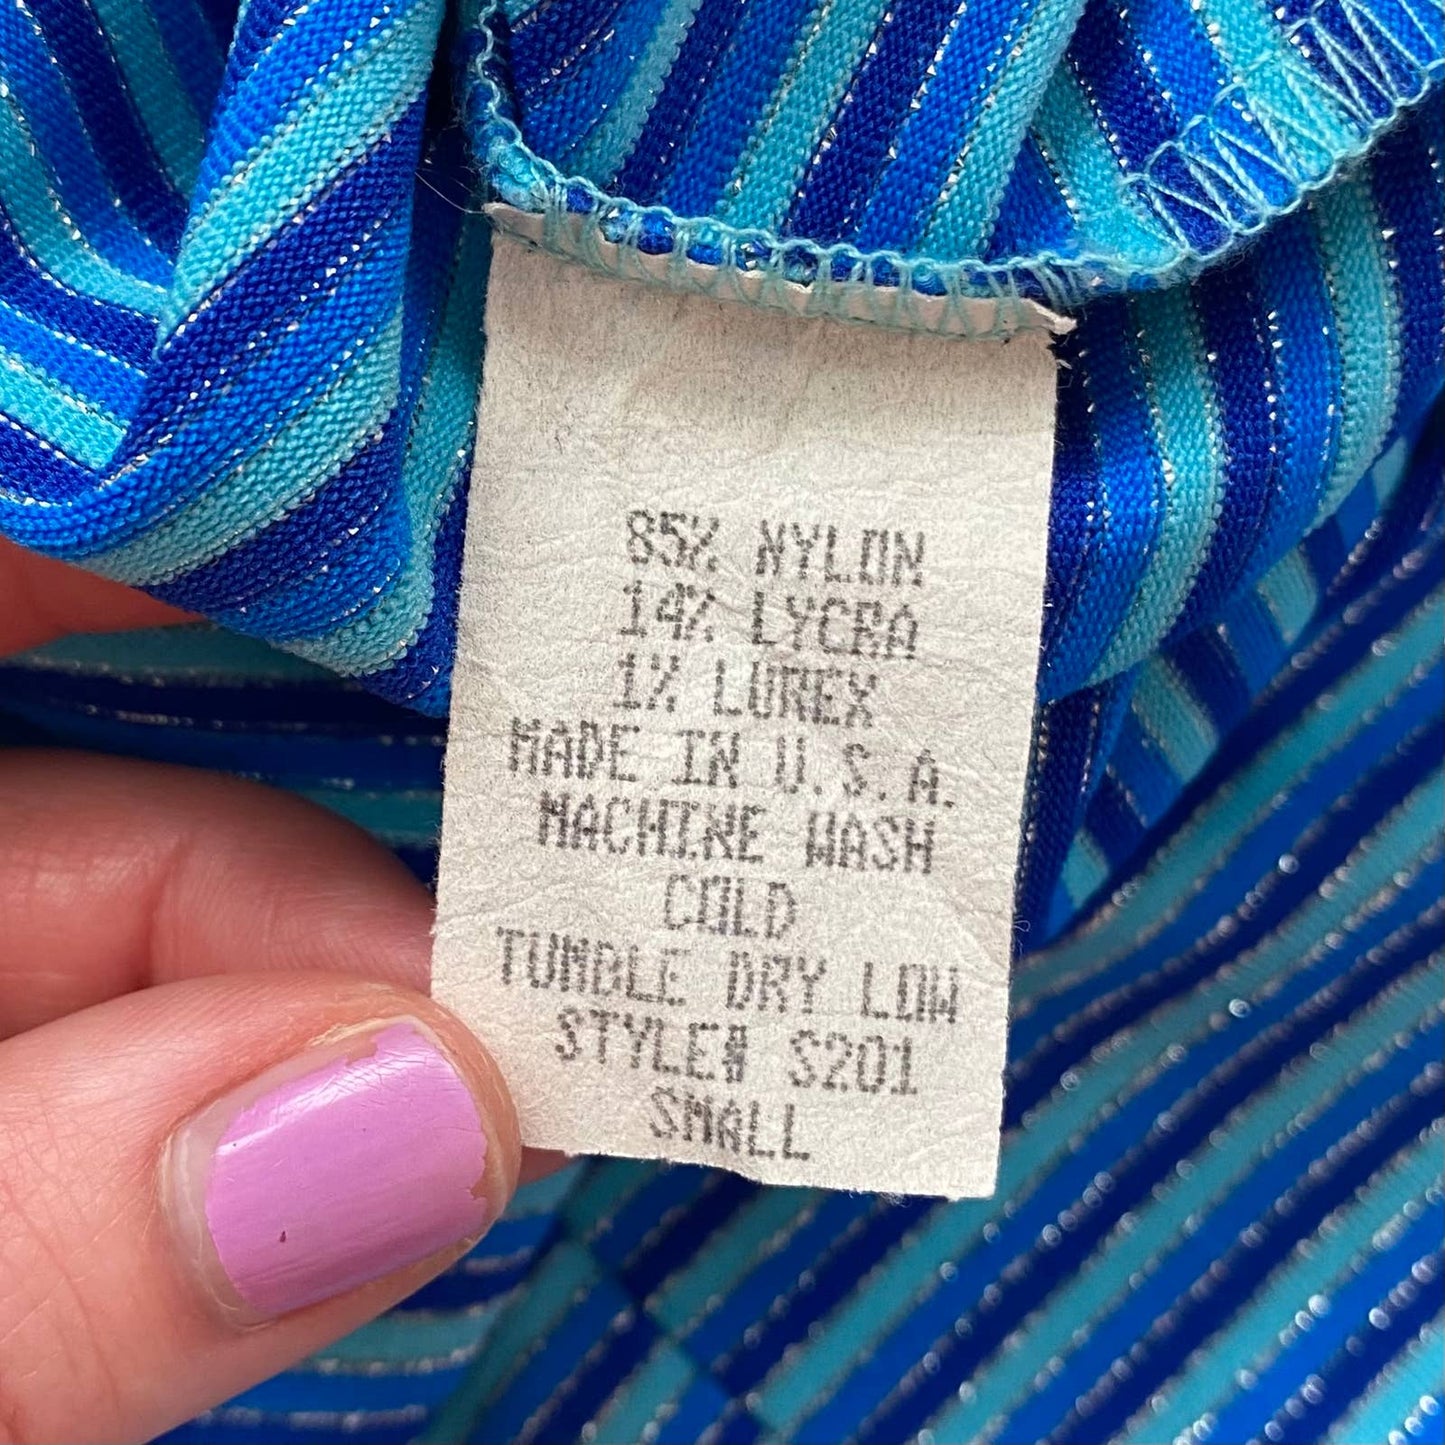 85% NYLON
14% LYCRA
1% LUREX
MADE IN U.S.A.
MACHINE WASH
COLD
TUMBLE DRY LOW
STYLE# S201
SMALL